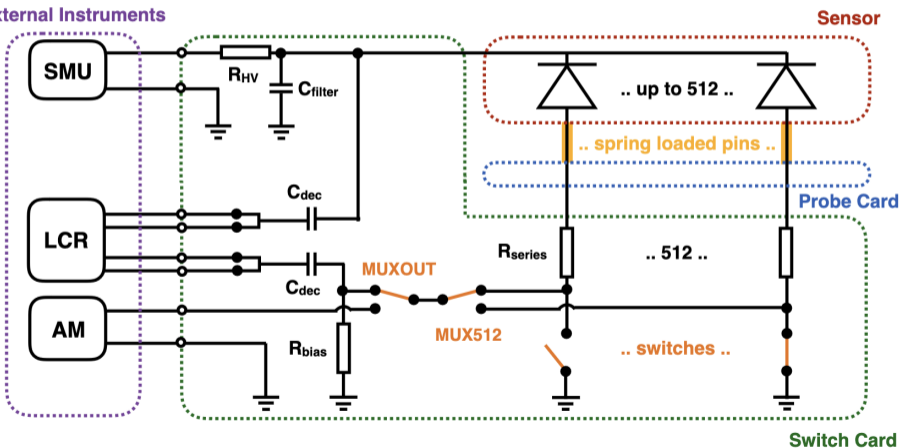 xternal Instruments
Sensor
SMU
R_HV
C_filter
.. up to 512 ..
.. spring loaded pins ..
Probe Card
C_dec
LCR
R_series
.. 512 ..
MUXOUT
C_dec
AM
MUX512
R_bias
.. switches ..
Switch Card